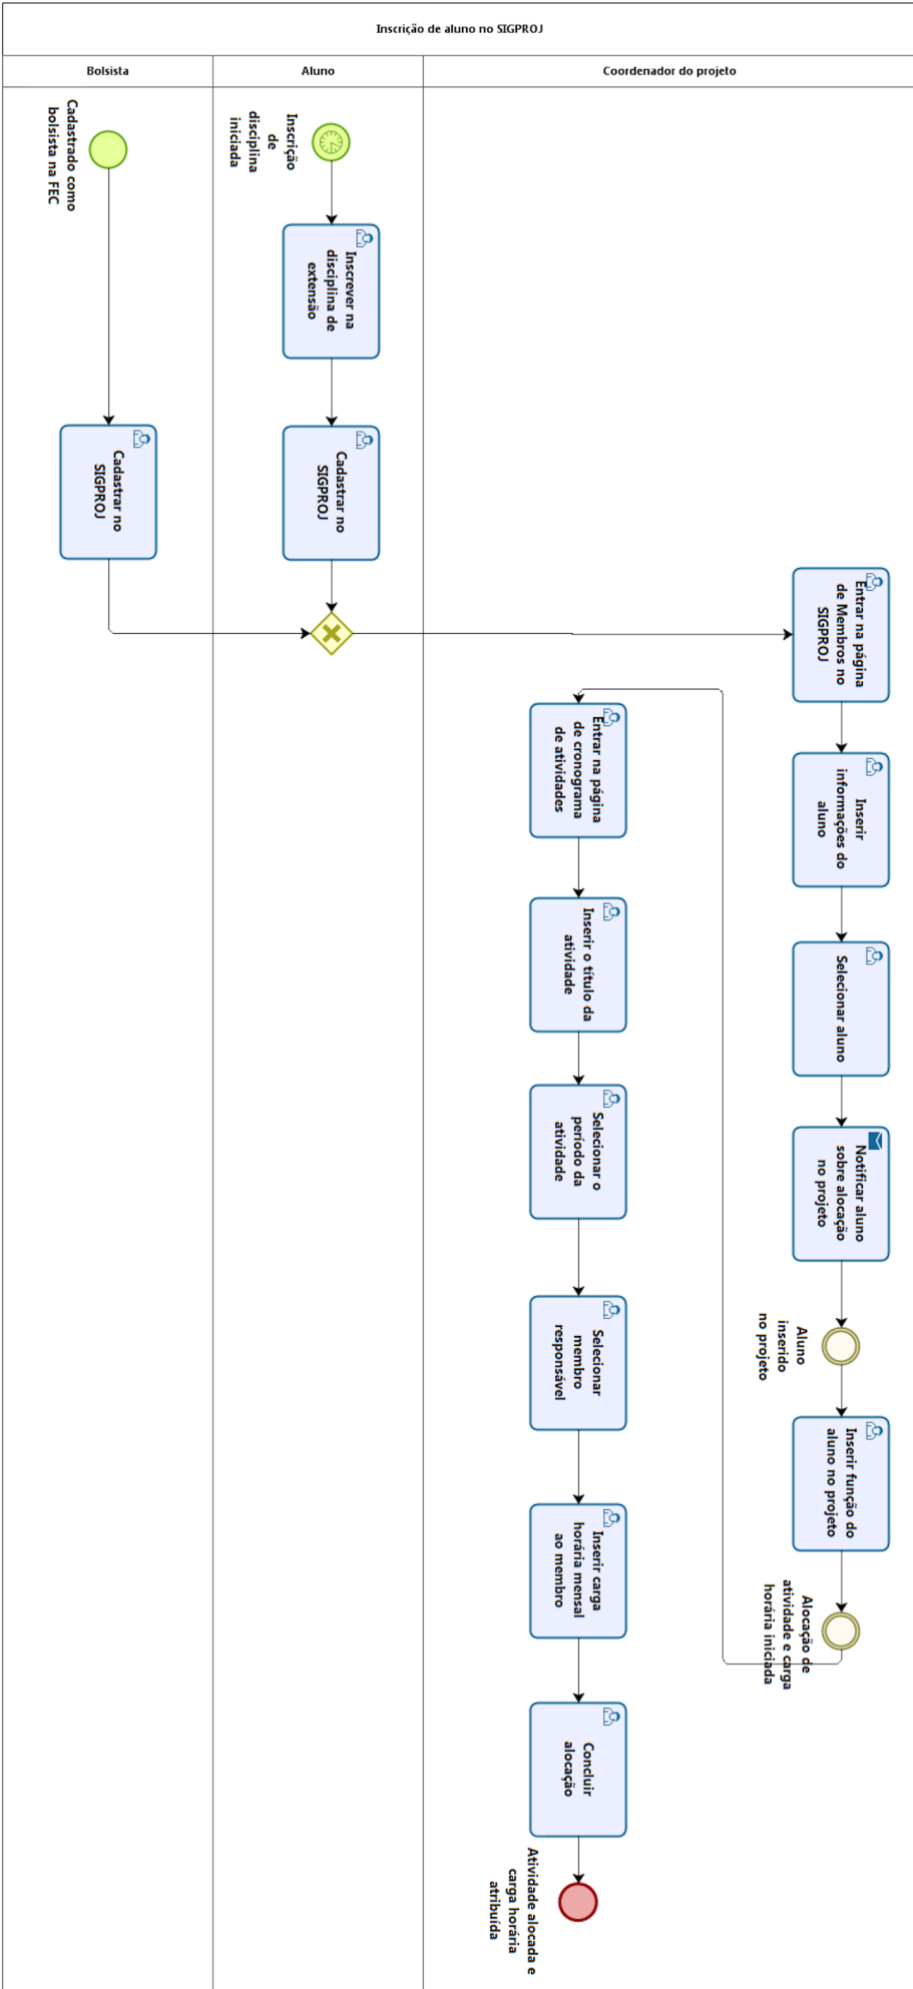 Inscrição de aluno no SIGPROJ
Bolsista
Aluno
Coordenador do projeto
Cadastrado como
bolsista na FEC
Cadastrar no
SIGPROJ
Inscrição
de
disciplina
iniciada
Inscrever na
disciplina de
extensão
Cadastrar no
SIGPROJ
Entrar na página
de Membros no
SIGPROJ
Inserir
informações do
aluno
Selecionar aluno
Notificar aluno
sobre alocação
no projeto
Aluno
inserido
no projeto
Inserir função do
aluno no projeto
Alocação de
atividade e carga
horária iniciada
Entrar na página
de cronograma
de atividades
Inserir o título da
atividade
Selecionar o
período da
atividade
Selecionar
membro
responsável
Inserir carga
horária mensal
ao membro
Concluir
alocação
Atividade alocada e
carga horária
atribuída